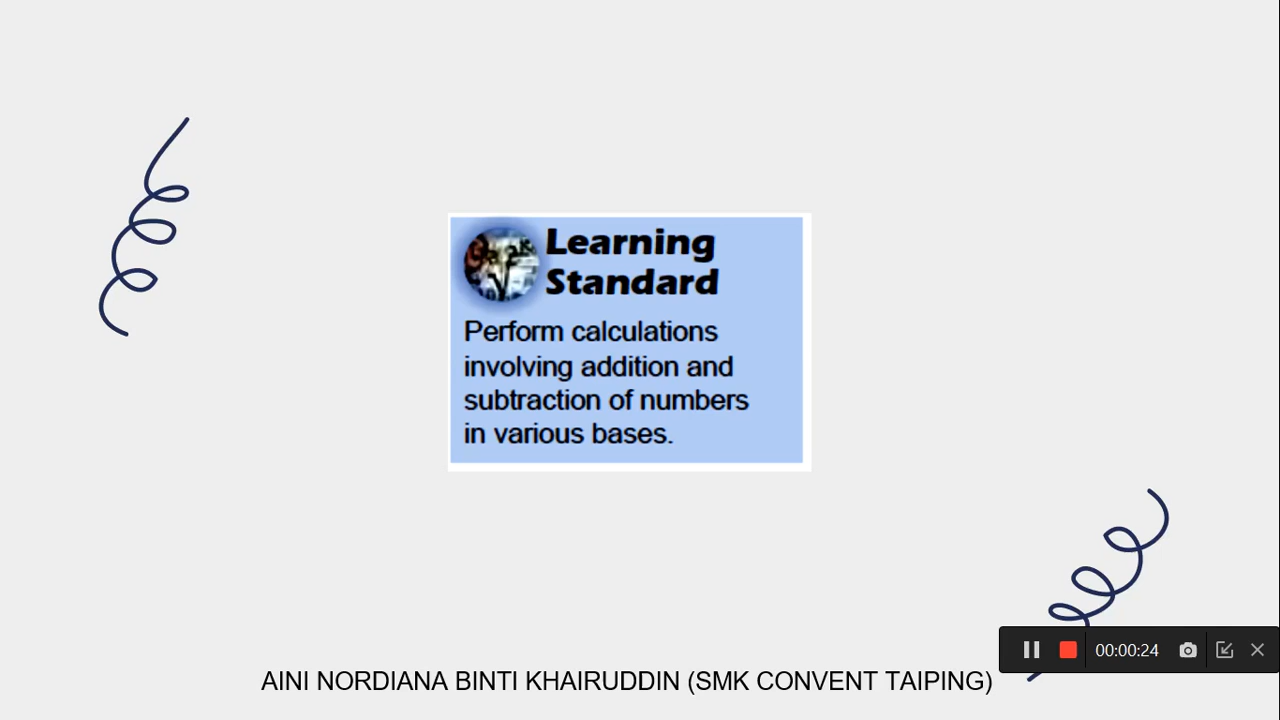 Learning
Standard
Perform calculations
involving addition and
subtraction of numbers
in various bases.
00:00:24
AINI NORDIANA BINTI KHAIRUDDIN (SMK CONVENT TAIPING)